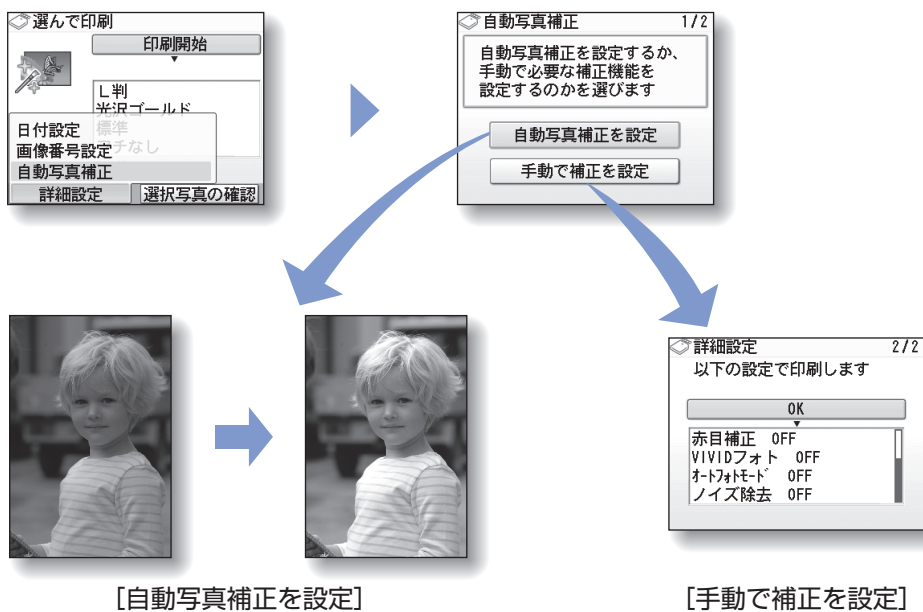 選んで印刷
印刷開始
L判
光沢ゴールド
標準
フチなし
日付設定
画像番号設定
自動写真補正
詳細設定
選択写真の確認
自動写真補正 1/2
自動写真補正を設定するか、
手動で必要な補正機能を
設定するのかを選びます
自動写真補正を設定
手動で補正を設定
詳細設定 2/2
以下の設定で印刷します
OK
赤目補正 OFF
VIVIDフォト OFF
ｵｰﾄﾌｫﾄﾓｰﾄﾞ OFF
ノイズ除去 OFF
[自動写真補正を設定]
[手動で補正を設定]